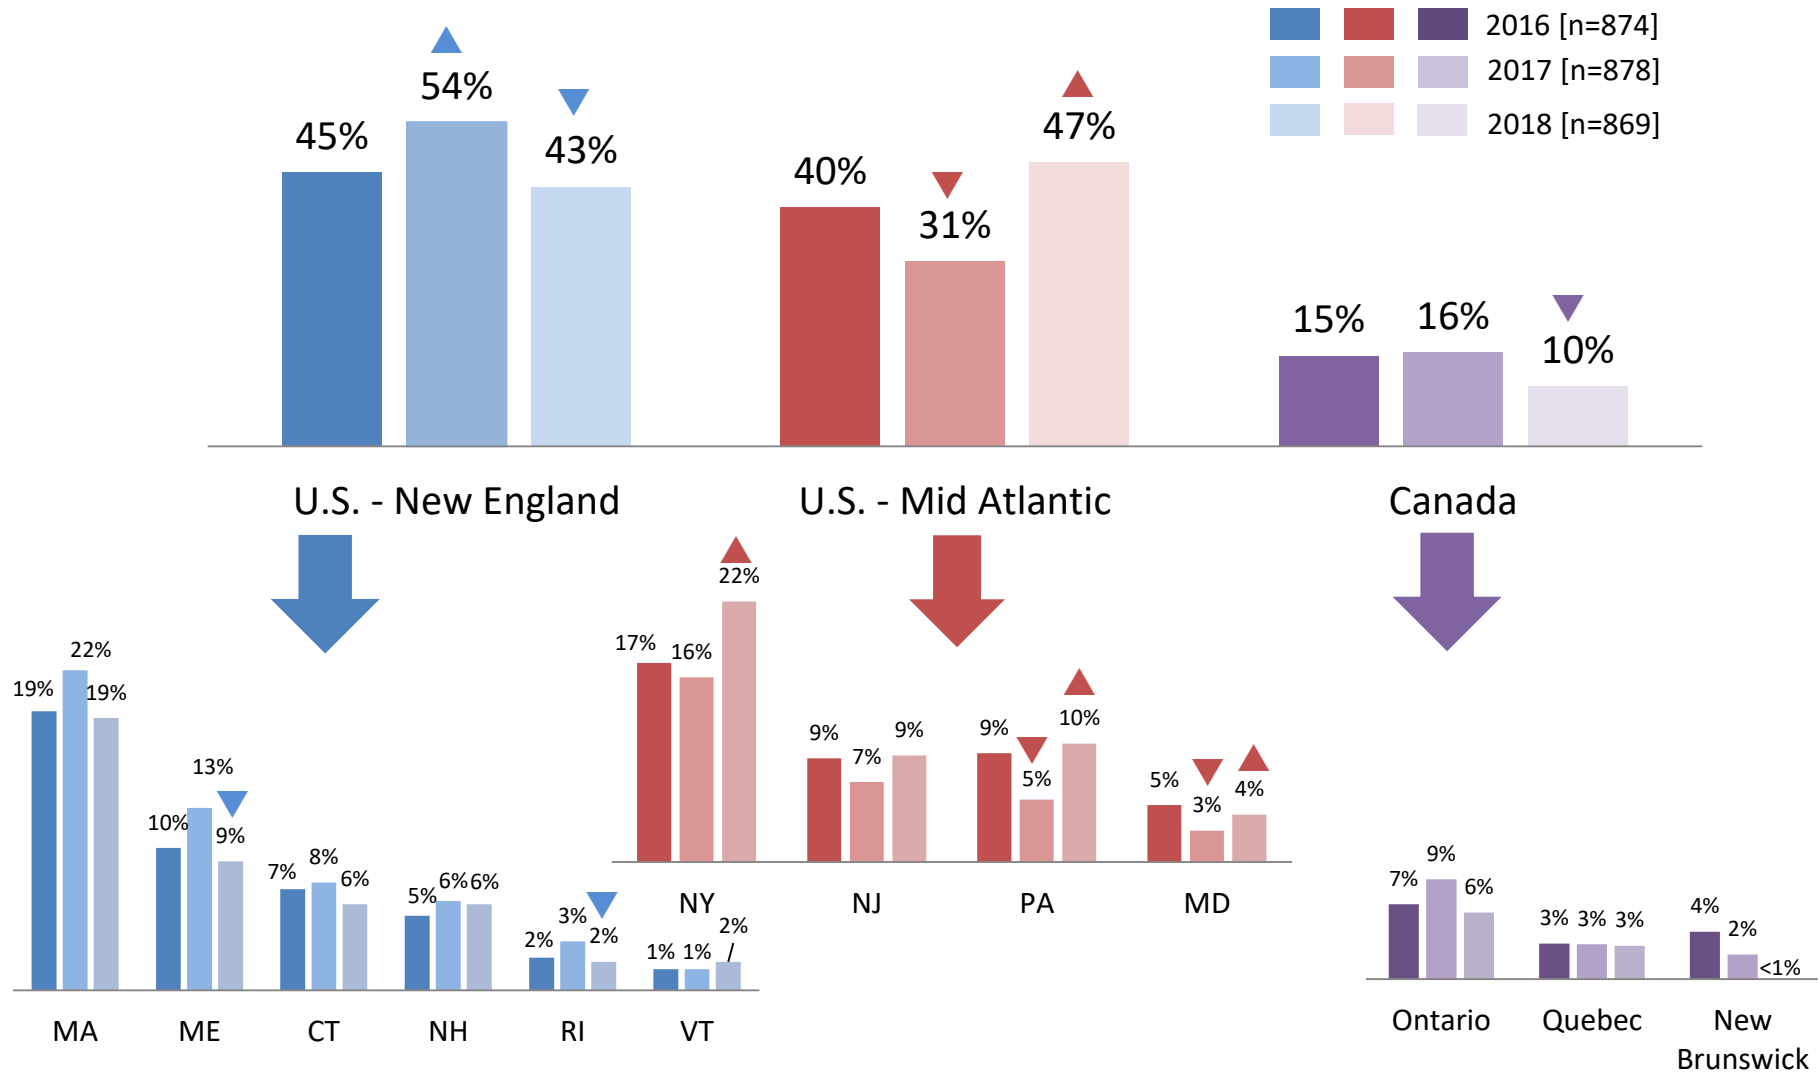 2016 [n=874]
2017 [n=878]
2018 [n=869]
45%
54%
43%
40%
31%
47%
15%
16%
10%
U.S. - New England
U.S. - Mid Atlantic
Canada
19%
22%
19%
10%
13%
9%
7%
8%
6%
5%
6%
6%
2%
3%
2%
1%
1%
2%
MA
ME
CT
NH
RI
VT
17%
16%
22%
9%
7%
9%
9%
5%
10%
5%
3%
4%
NY
NJ
PA
MD
7%
9%
6%
3%
3%
3%
4%
2%
<1%
Ontario
Quebec
New
Brunswick